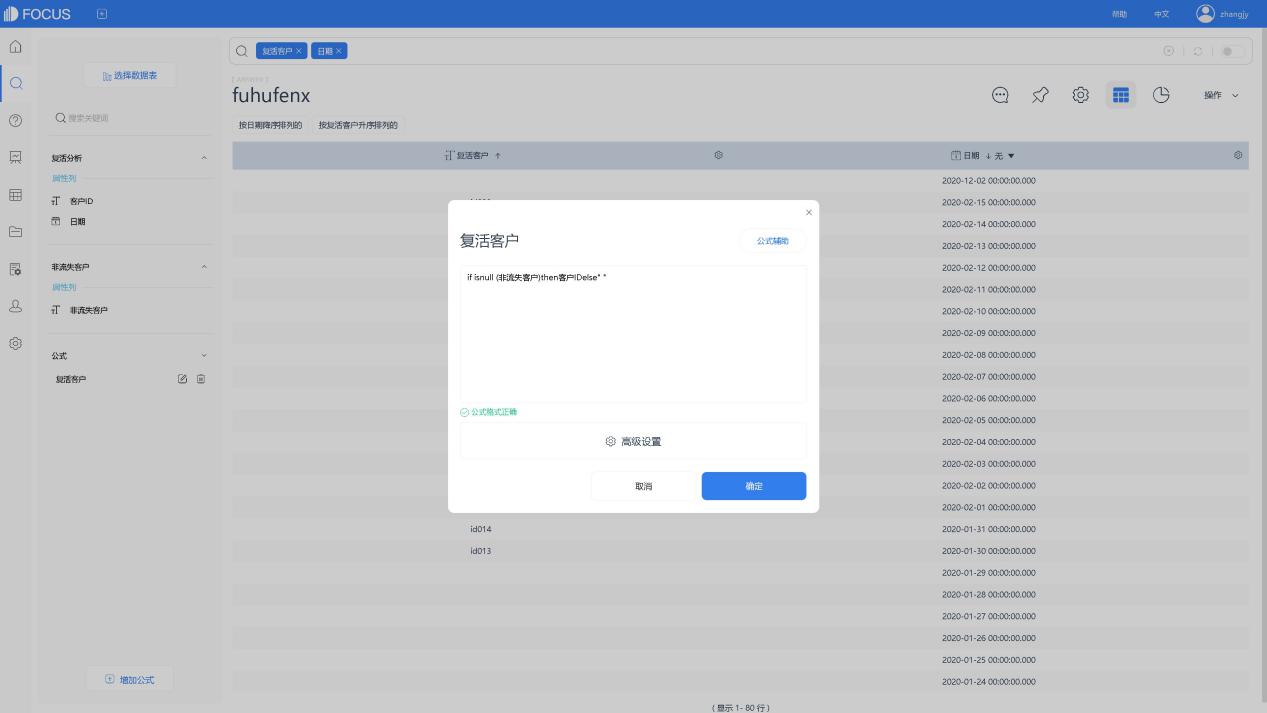 FOCUS
帮助 中文 zhangjy
选择数据表
搜索关键词
复活分析
属性列
客户ID
日期
非流失客户
属性列
非流失客户
公式
复活客户
增加公式
复活客户 × 日期 ×
fuhufenx
操作
按日期降序排列的 按复活客户升序排列的
复活客户 ↑ 日期 ↓ 无 ▼
2020-12-02 00:00:00.000
2020-02-15 00:00:00.000
2020-02-14 00:00:00.000
2020-02-13 00:00:00.000
2020-02-12 00:00:00.000
2020-02-11 00:00:00.000
2020-02-10 00:00:00.000
2020-02-09 00:00:00.000
2020-02-08 00:00:00.000
2020-02-07 00:00:00.000
2020-02-06 00:00:00.000
2020-02-05 00:00:00.000
2020-02-04 00:00:00.000
2020-02-03 00:00:00.000
2020-02-02 00:00:00.000
2020-02-01 00:00:00.000
id014 2020-01-31 00:00:00.000
id013 2020-01-30 00:00:00.000
2020-01-29 00:00:00.000
2020-01-28 00:00:00.000
2020-01-27 00:00:00.000
2020-01-26 00:00:00.000
2020-01-25 00:00:00.000
2020-01-24 00:00:00.000
( 显示 1- 80 行 )
复活客户
公式辅助
if isnull (非流失客户)then客户IDelse" "
公式格式正确
高级设置
取消 确定